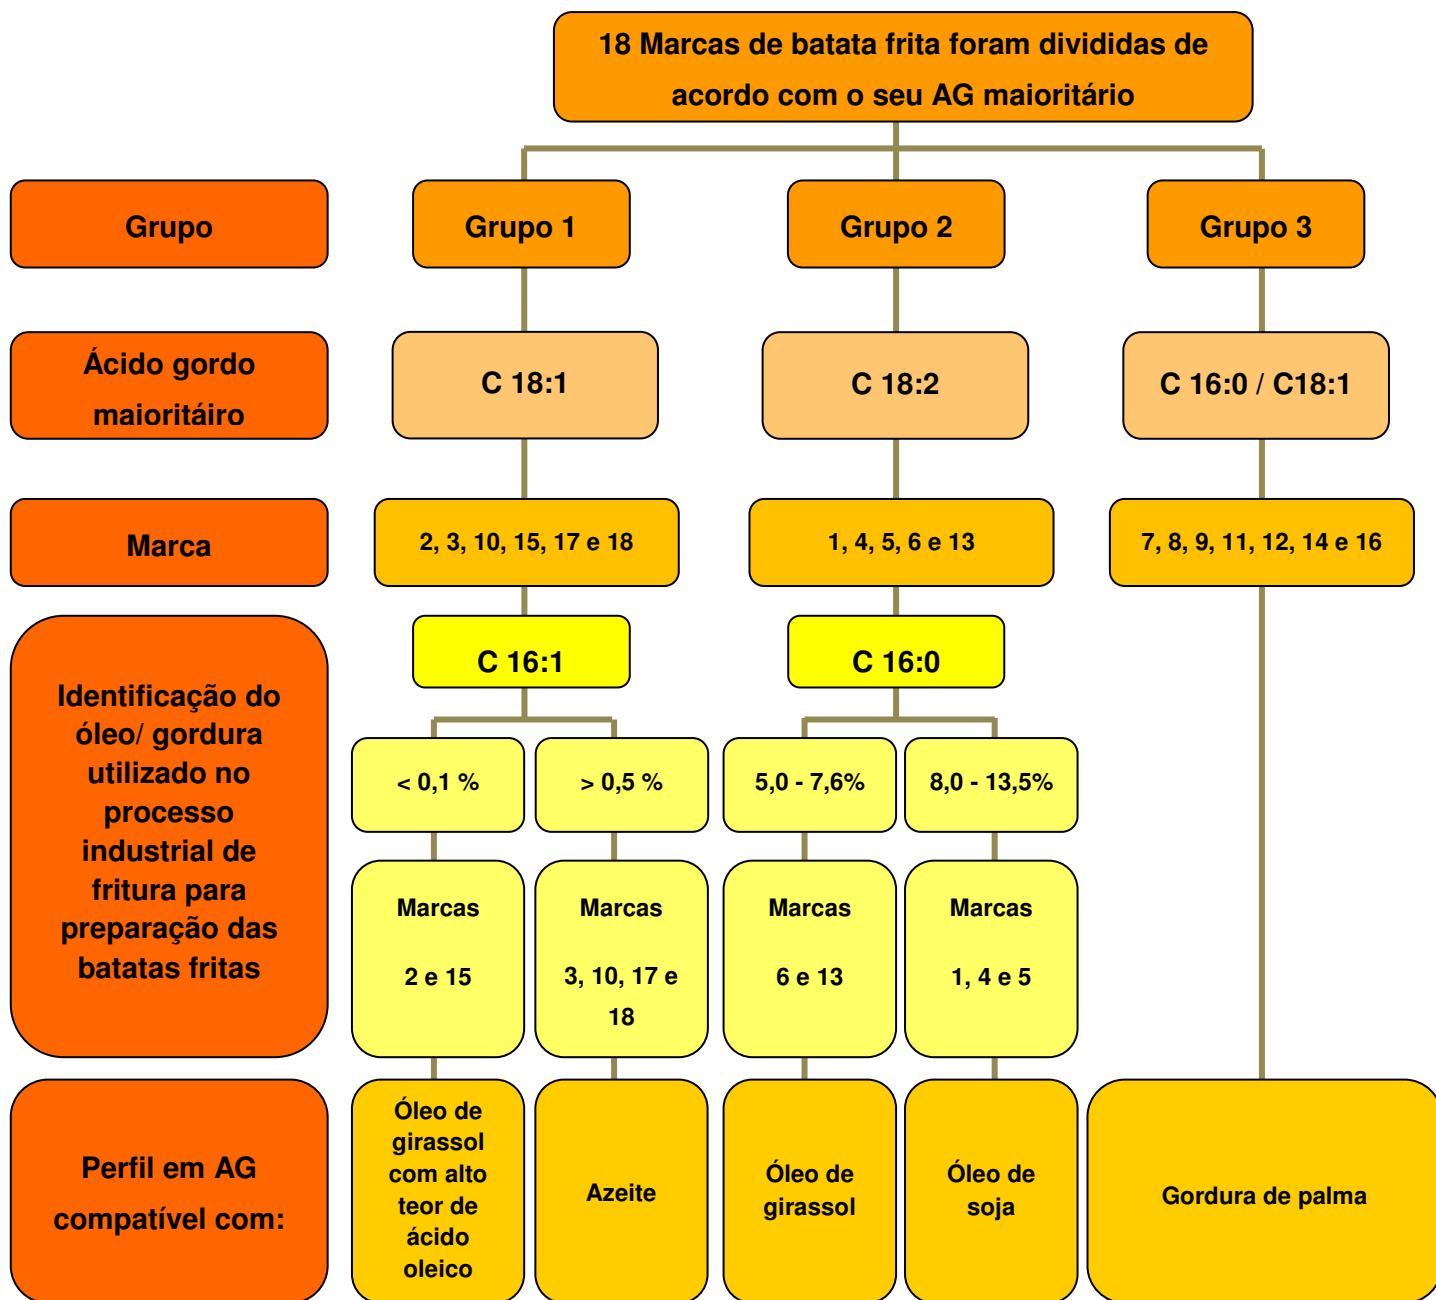 18 Marcas de batata frita foram divididas de
acordo com o seu AG maioritário
Grupo
Grupo 1
Grupo 2
Grupo 3
Ácido gordo
maioritáiro
C 18:1
C 18:2
C 16:0 / C18:1
Marca
2, 3, 10, 15, 17 e 18
1, 4, 5, 6 e 13
7, 8, 9, 11, 12, 14 e 16
Identificação do
óleo/ gordura
utilizado no
processo
industrial de
fritura para
preparação das
batatas fritas
C 16:1
C 16:0
< 0,1 %
> 0,5 %
5,0 - 7,6%
8,0 - 13,5%
Marcas
2 e 15
Marcas
3, 10, 17 e
18
Marcas
6 e 13
Marcas
1, 4 e 5
Perfil em AG
compatível com:
Óleo de
girassol
com alto
teor de
ácido
oleico
Azeite
Óleo de
girassol
Óleo de
soja
Gordura de palma